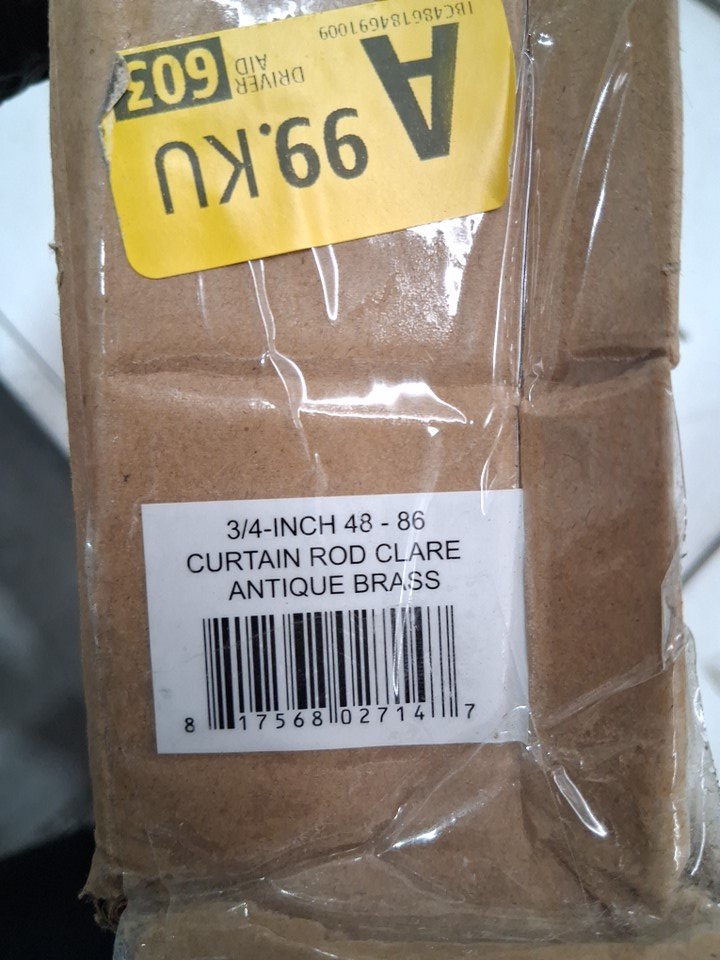 A 99.KU
DRIVER
AID
603
IBC486184691009
3/4-INCH 48 - 86
CURTAIN ROD CLARE
ANTIQUE BRASS
8 17568 02714 7